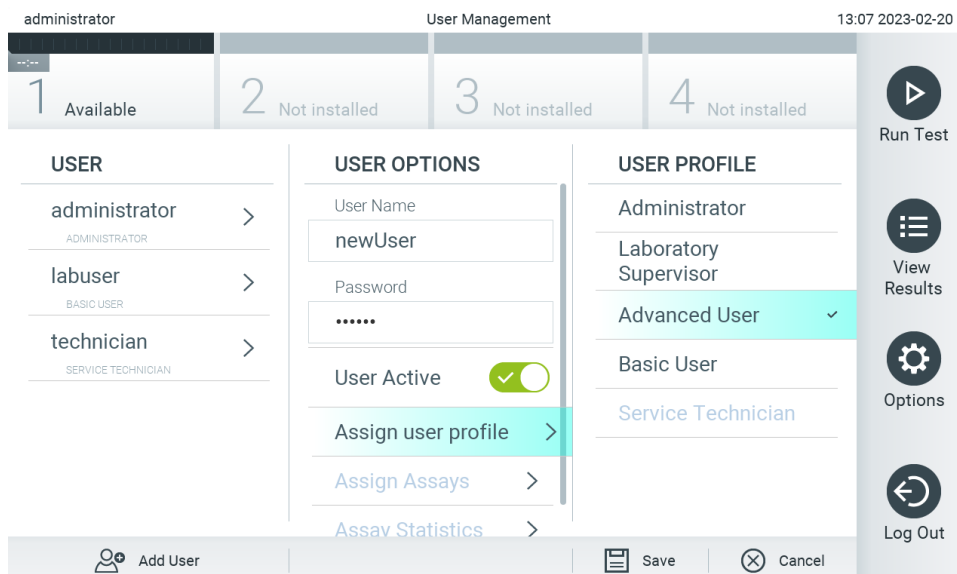 administrator
User Management
13:07 2023-02-20
--:--
1 Available
2 Not installed
3 Not installed
4 Not installed
Run Test
View
Results
Options
Log Out
USER
administrator
ADMINISTRATOR
labuser
BASIC USER
technician
SERVICE TECHNICIAN
USER OPTIONS
User Name
newUser
Password
••••••
User Active
Assign user profile
Assign Assays
Assay Statistics
USER PROFILE
Administrator
Laboratory
Supervisor
Advanced User
Basic User
Service Technician
Add User
Save
Cancel